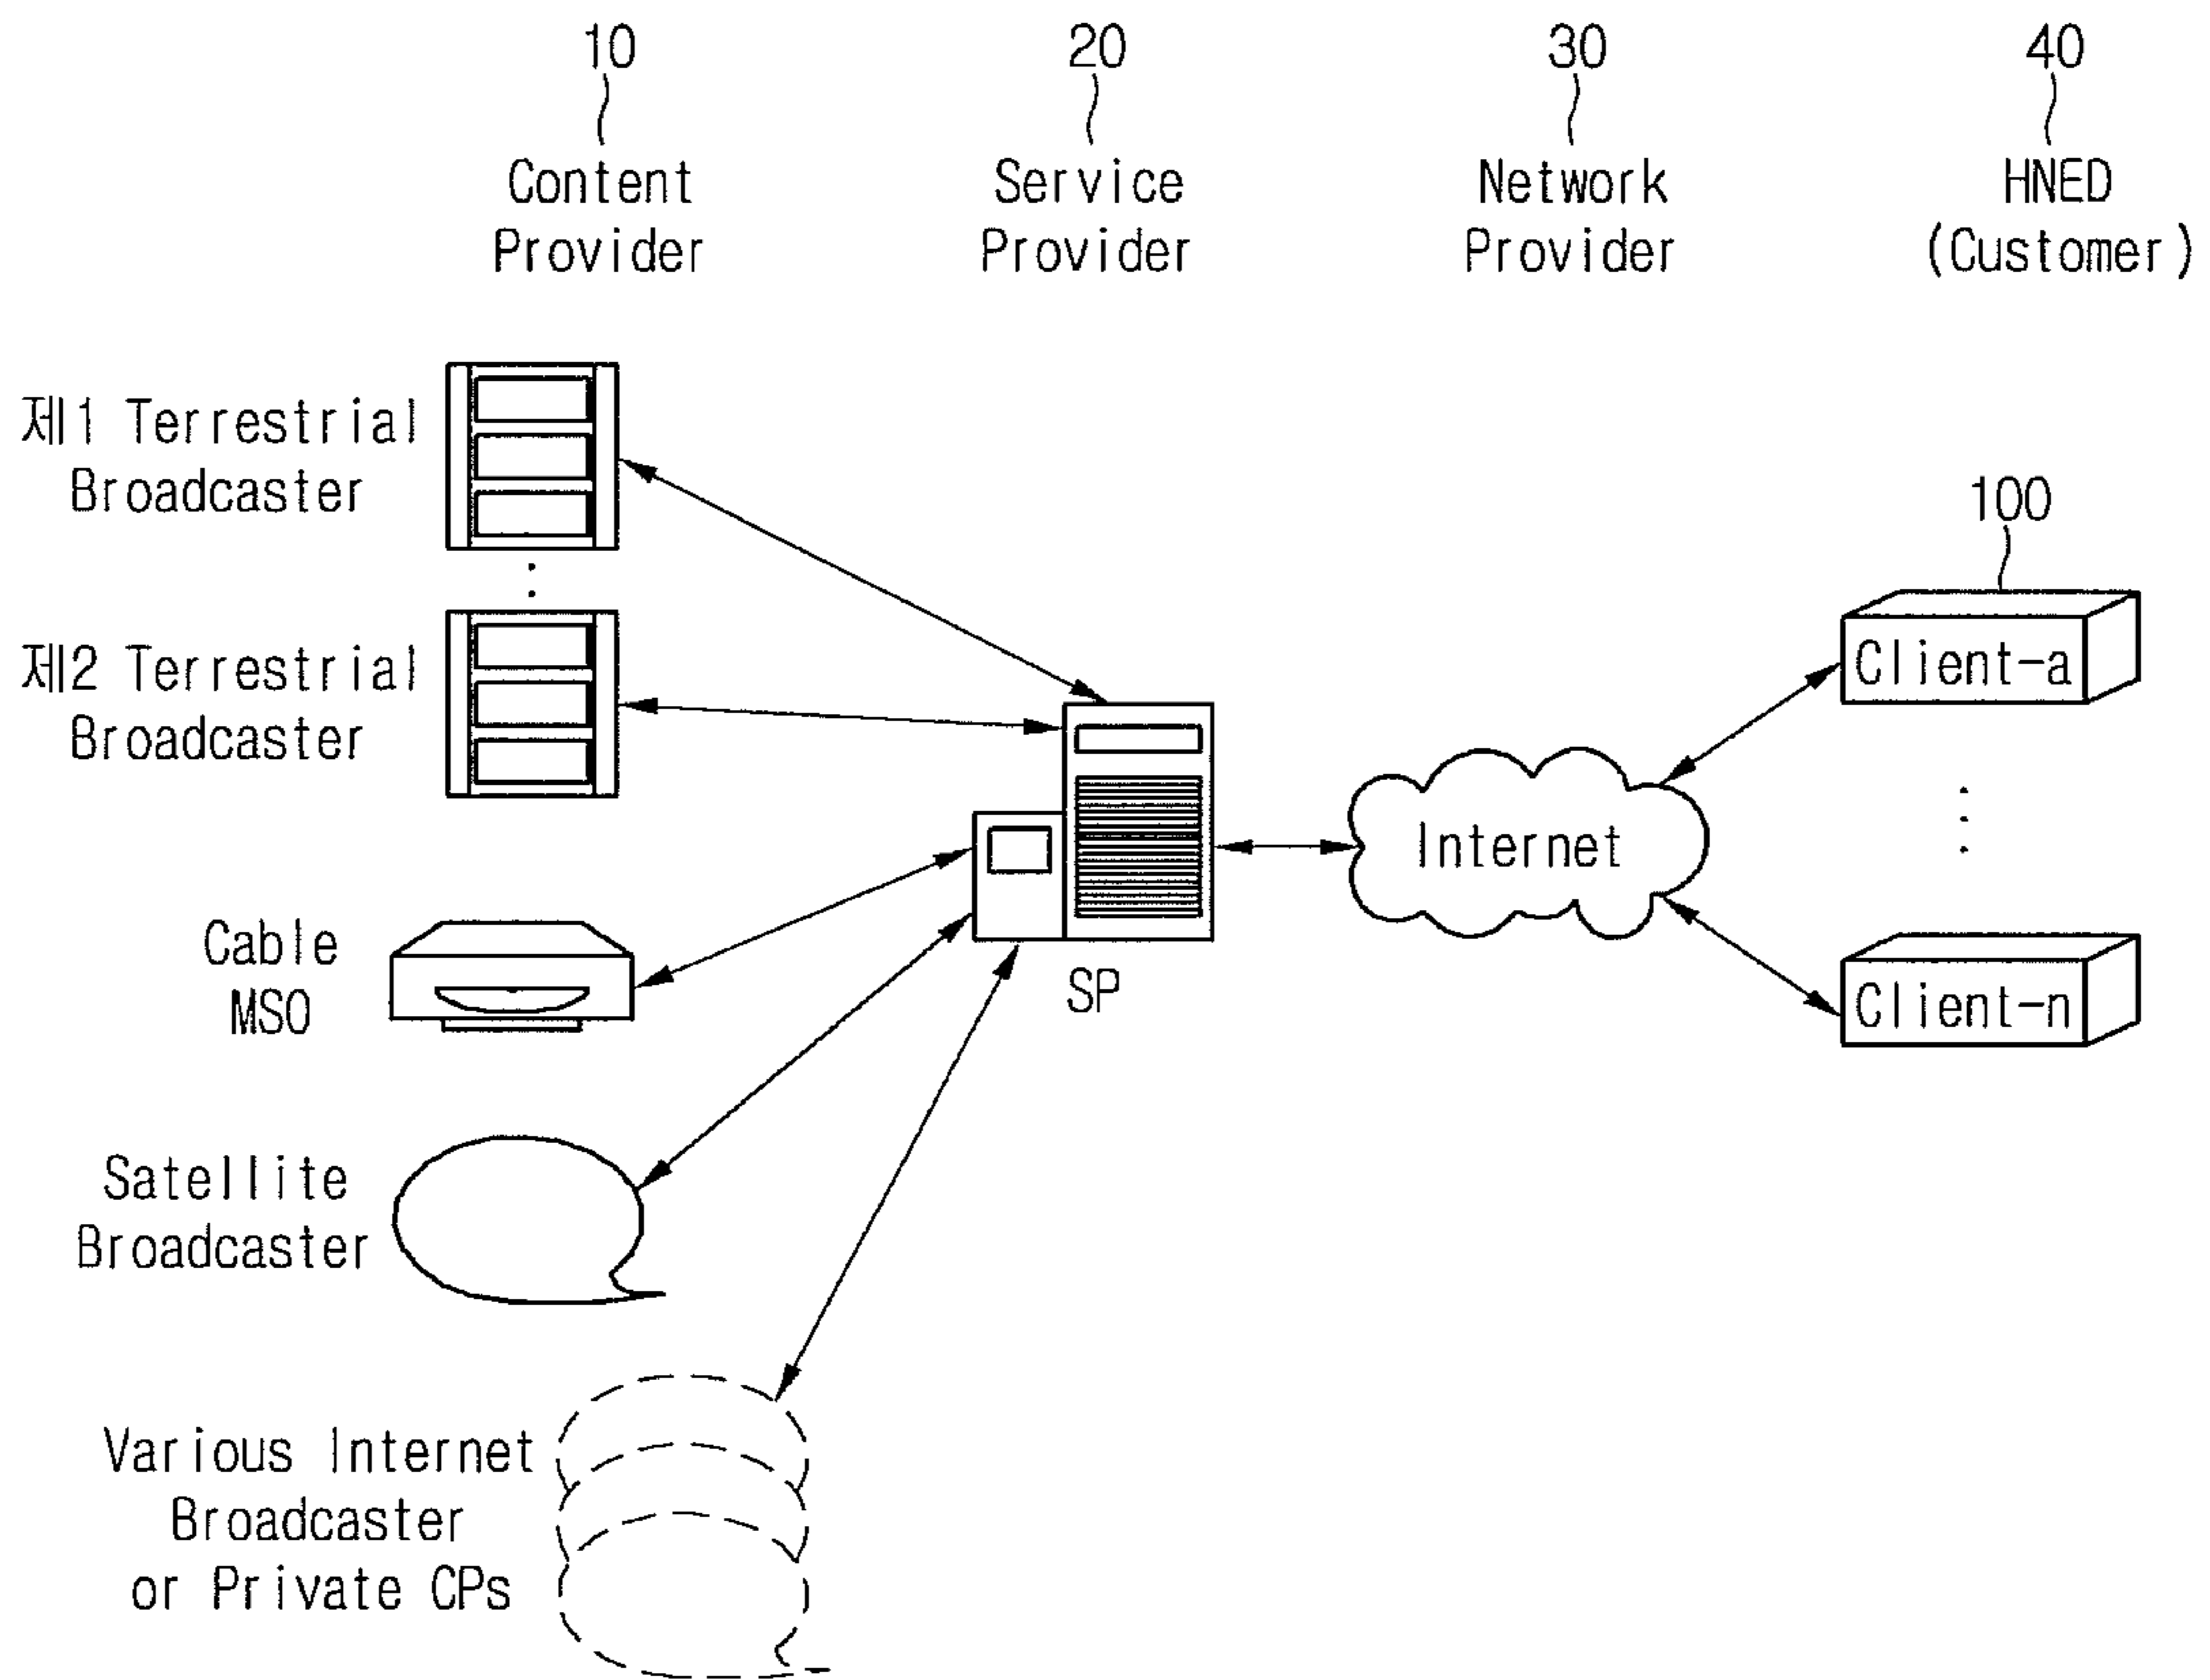 10
20
30
40
Content
Provider
Service
Provider
Network
Provider
HNED
(Customer)
제1 Terrestrial
Broadcaster
100
제2 Terrestrial
Broadcaster
Client-a
Internet
Cable
MSO
SP
Client-n
Satellite
Broadcaster
Various Internet
Broadcaster
or Private CPs